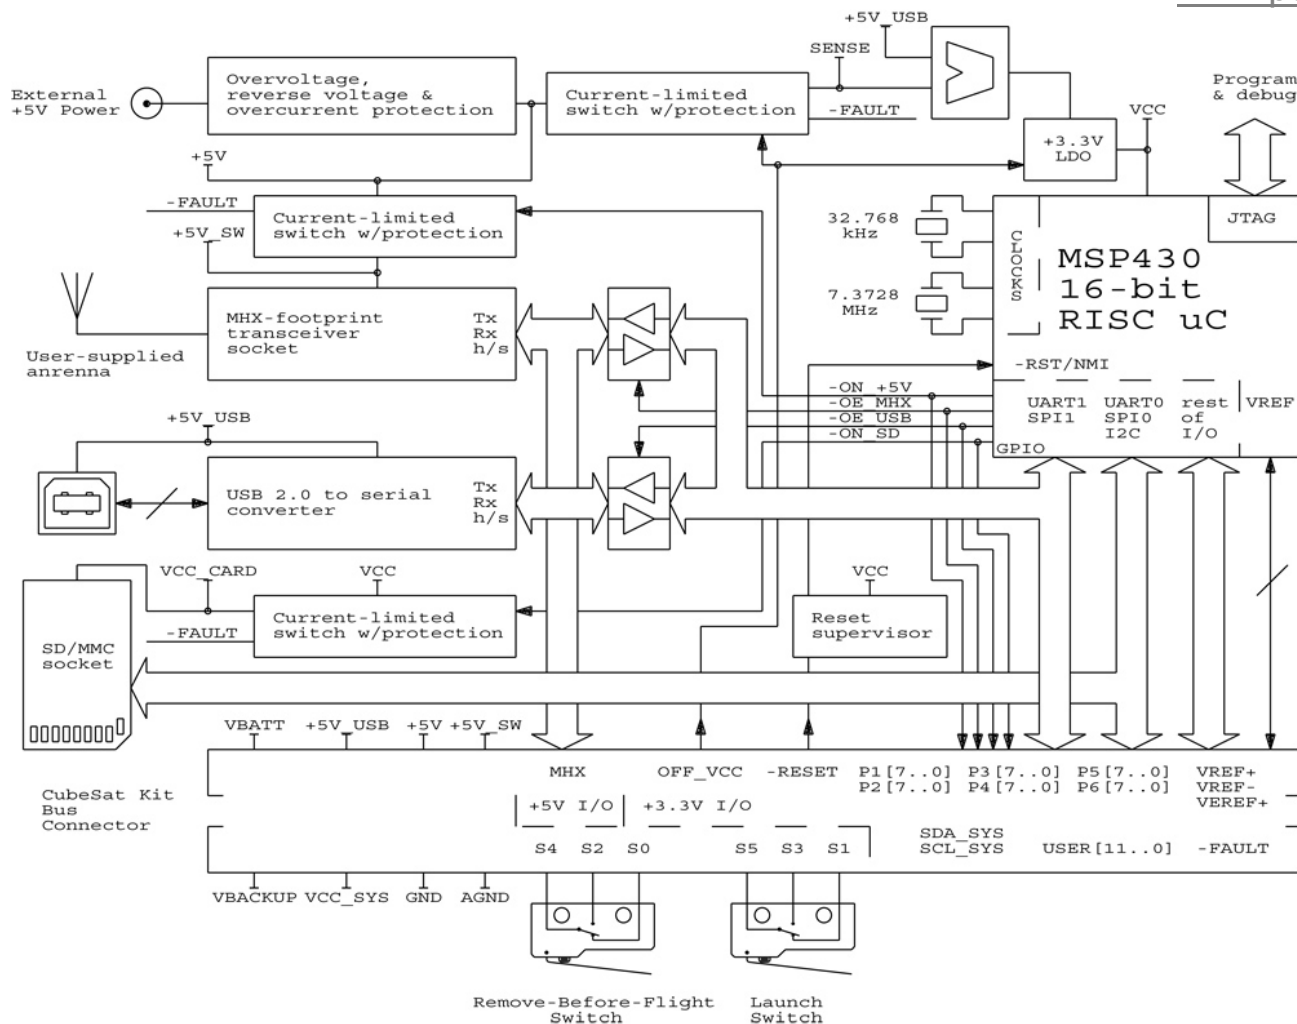 +5V_USB
SENSE
External
+5V Power
Overvoltage,
reverse voltage &
overcurrent protection
Current-limited
switch w/protection
-FAULT
Program
& debug
VCC
+3.3V
LDO
+5V
-FAULT
+5V_SW
Current-limited
switch w/protection
32.768
kHz
7.3728
MHz
CLOCKS
JTAG
MSP430
16-bit
RISC uC
User-supplied
anrenna
MHX-footprint
transceiver
socket
Tx
Rx
h/s
-RST/NMI
-ON_+5V
-OE_MHX
-OE_USB
-ON_SD
UART1
SPI1
UART0
SPI0
I2C
rest
of
I/O
VREF
GPIO
+5V_USB
USB 2.0 to serial
converter
Tx
Rx
h/s
VCC_CARD
VCC
VCC
-FAULT
Current-limited
switch w/protection
Reset
supervisor
SD/MMC
socket
VBATT
+5V_USB
+5V
+5V_SW
CubeSat Kit
Bus
Connector
MHX
OFF_VCC
-RESET
P1[7..0]
P2[7..0]
P3[7..0]
P4[7..0]
P5[7..0]
P6[7..0]
VREF+
VREF-
VEREF+
+5V I/O
+3.3V I/O
S4
S2
S0
S5
S3
S1
SDA_SYS
SCL_SYS
USER[11..0]
-FAULT
VBACKUP
VCC_SYS
GND
AGND
Remove-Before-Flight
Switch
Launch
Switch